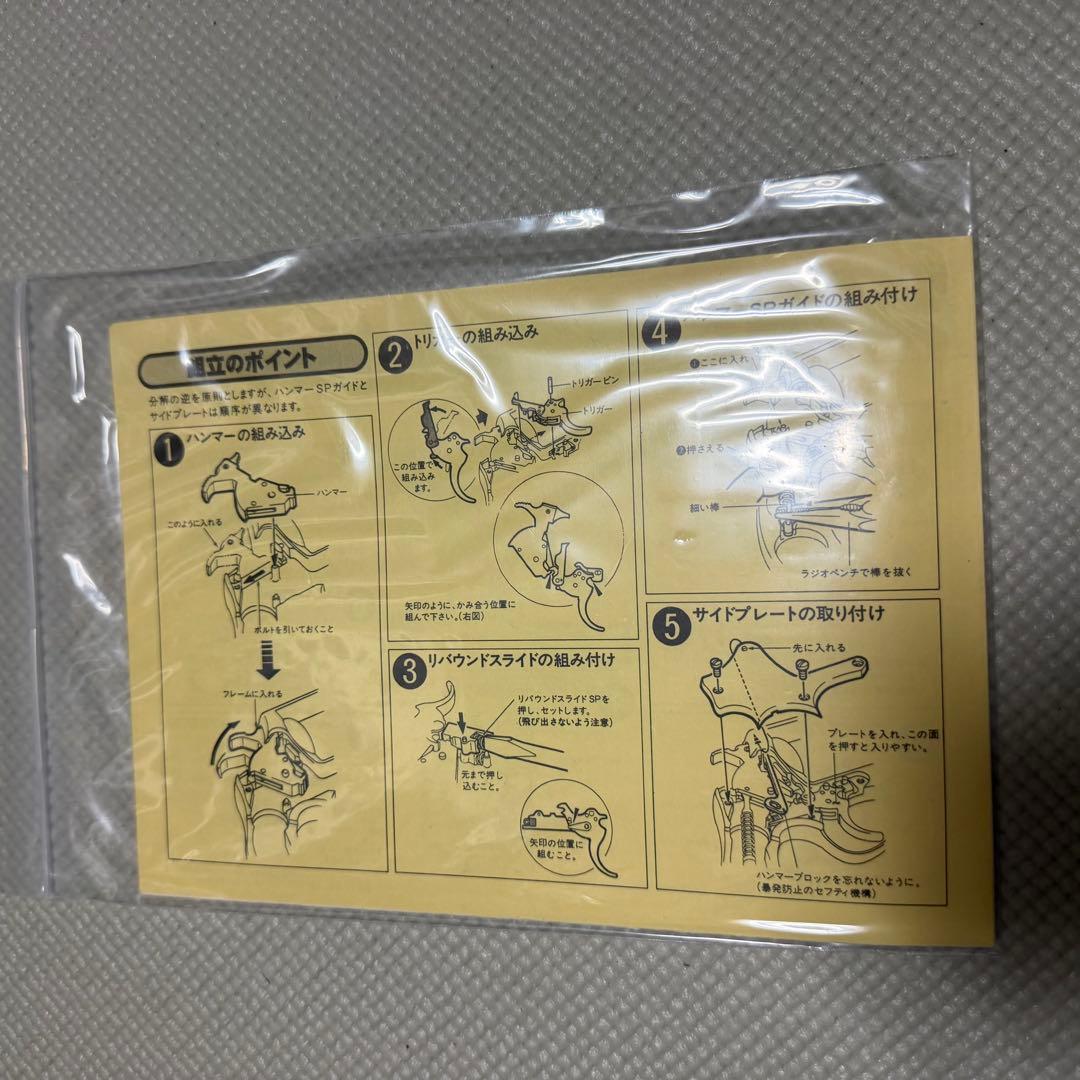 組立のポイント
分解の逆を原則としますが、ハンマーSPガイドと
サイドプレートは順序が異なります。
1 ハンマーの組み込み
ハンマー
このように入れる
ボルトを引いておくこと
フレームに入れる
2 トリガーの組み込み
トリガーピン
トリガー
この位置で
組み込み
ます。
矢印のように、かみ合う位置に
組んで下さい。(右図)
3 リバウンドスライドの組み付け
リバウンドスライドSPを
押し、セットします。
(飛び出さないよう注意)
元まで押し
込むこと。
矢印の位置に
組むこと。
4 ハンマーSPガイドの組み付け
❶ここに入れ
❷押さえる
細い棒
ラジオペンチで棒を抜く
5 サイドプレートの取り付け
先に入れる
プレートを入れ、この面
を押すと入りやすい。
ハンマーブロックを忘れないように。
(暴発防止のセフティ機構)